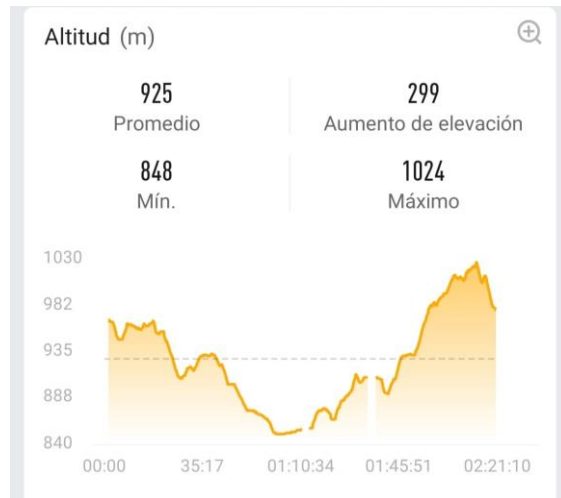 Altitud (m)
925
Promedio
299
Aumento de elevación
848
Mín.
1024
Máximo
1030
982
935
888
840
00:00
35:17
01:10:34
01:45:51
02:21:10